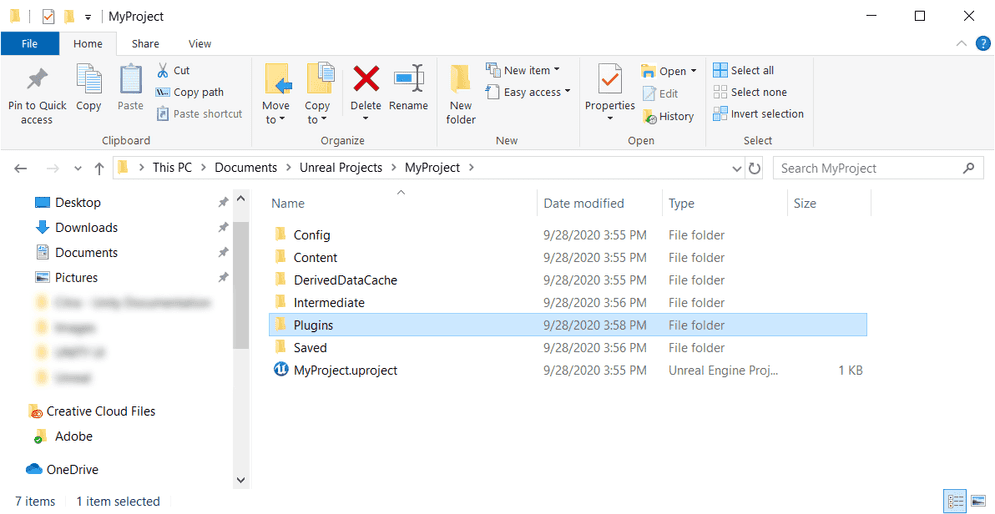 MyProject
File Home Share View
Pin to Quick access
Copy
Paste
Cut
Copy path
Paste shortcut
Clipboard
Move to
Copy to
Delete
Rename
Organize
New folder
New item
Easy access
New
Properties
Open
Edit
History
Open
Select all
Select none
Invert selection
Select
This PC > Documents > Unreal Projects > MyProject >
Search MyProject
Desktop
Downloads
Documents
Pictures
Creative Cloud Files
Adobe
OneDrive
Name Date modified Type Size
Config 9/28/2020 3:55 PM File folder
Content 9/28/2020 3:55 PM File folder
DerivedDataCache 9/28/2020 3:55 PM File folder
Intermediate 9/28/2020 3:56 PM File folder
Plugins 9/28/2020 3:58 PM File folder
Saved 9/28/2020 3:56 PM File folder
MyProject.uproject 9/28/2020 3:55 PM Unreal Engine Proj... 1 KB
7 items 1 item selected